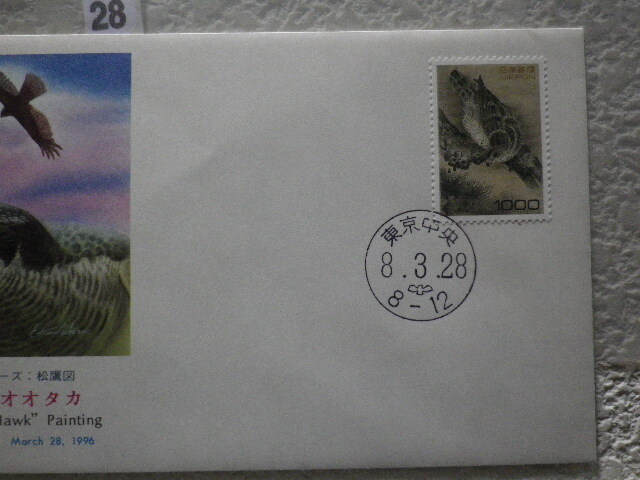 28
日本郵便
NIPPON
1000
東京中央
8.3.28
8-12
ーズ：松鷹図
オオタカ
Hawk” Painting
March 28, 1996